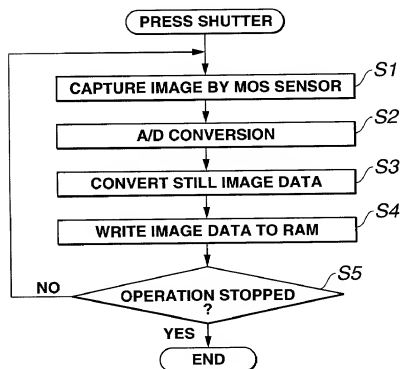 PRESS SHUTTER
S1
CAPTURE IMAGE BY MOS SENSOR
S2
A/D CONVERSION
S3
CONVERT STILL IMAGE DATA
S4
WRITE IMAGE DATA TO RAM
S5
NO
OPERATION STOPPED
?
YES
END